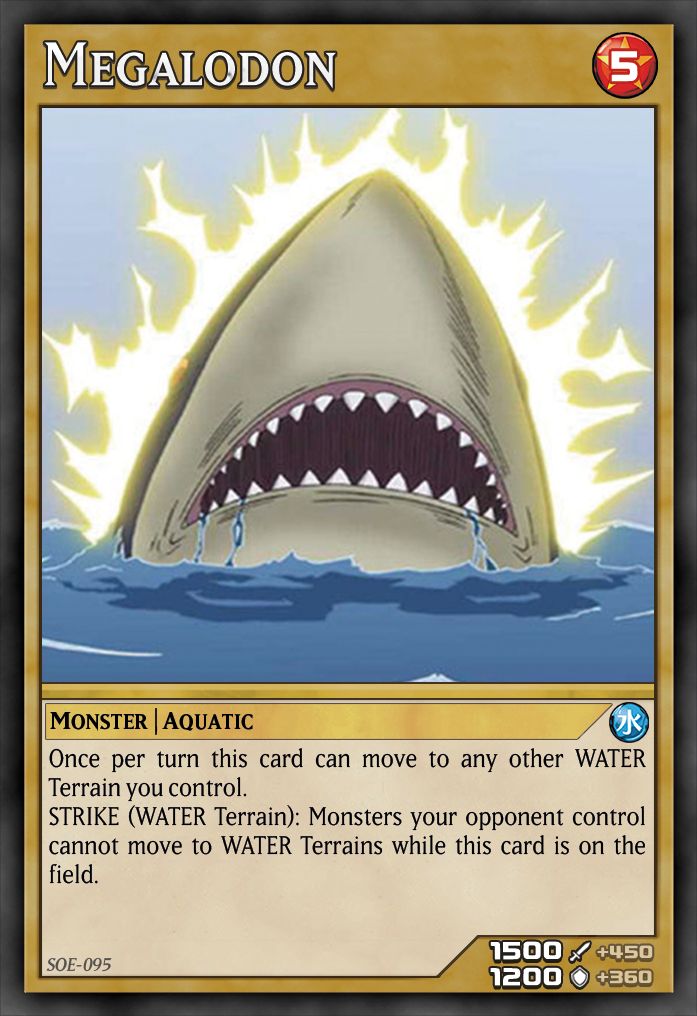 Megalodon
5
Monster | Aquatic
水
Once per turn this card can move to any other WATER
Terrain you control.
STRIKE (WATER Terrain): Monsters your opponent control
cannot move to WATER Terrains while this card is on the
field.
SOE-095
1500 +450
1200 +360